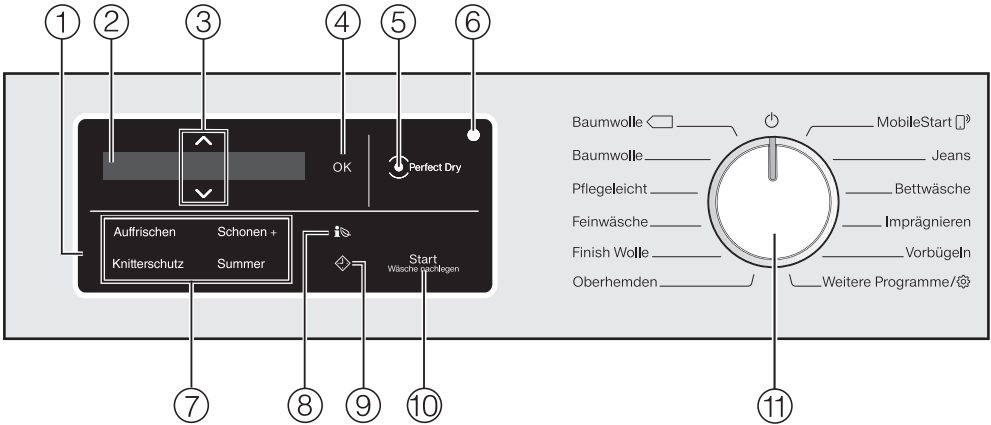 ① ② ③ ④ ⑤ ⑥
OK
Perfect Dry
Auffrischen Schonen +
Knitterschutz Summer
Start
Wäsche nachlegen
Baumwolle
Baumwolle
Pflegeleicht
Feinwäsche
Finish Wolle
Oberhemden
MobileStart
Jeans
Bettwäsche
Imprägnieren
Vorbügeln
Weitere Programme/
⑦ ⑧ ⑨ ⑩ ⑪